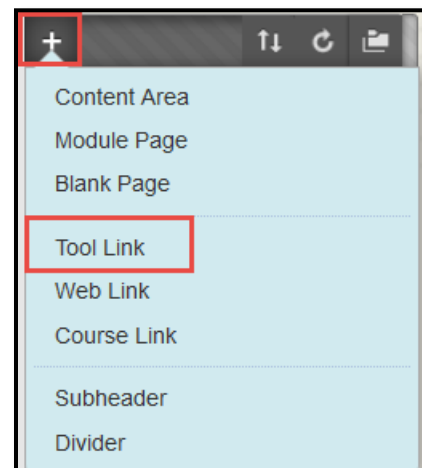 Content Area
Module Page
Blank Page
Tool Link
Web Link
Course Link
Subheader
Divider